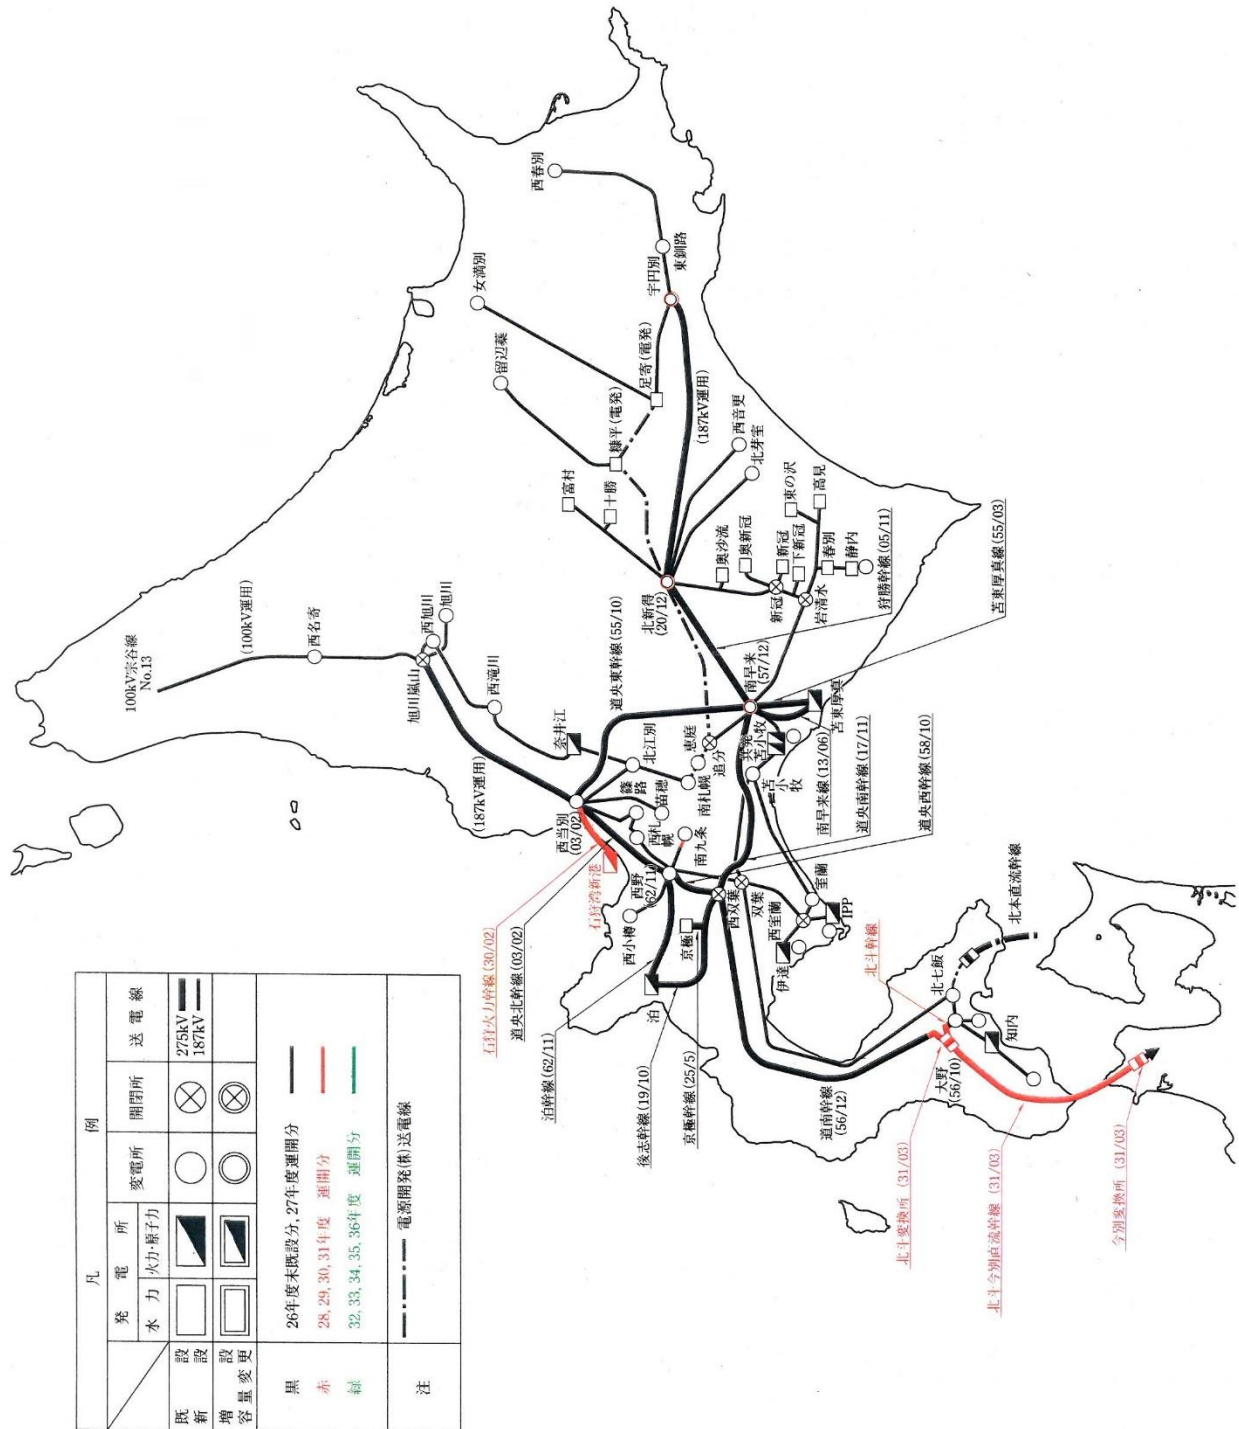 凡 例
発 電 所
変電所
開閉所
送 電 線
水 力
火力・原子力
既 設
新 設
増 設
容 量 変 更
275kV
187kV
黒
26年度末既設分, 27年度運開分
赤
28, 29, 30, 31年度 運開分
緑
32, 33, 34, 35, 36年度 運開分
注
電源開発(株)送電線
100kV宗谷線
No.13
(100kV運用)
西名寄
旭川嵐山
西旭川
旭川
西滝川
(187kV運用)
奈井江
北江別
恵庭
追分
南札幌
苗穂
篠路
西当別
(03/02)
石狩湾新港
西札幌
南九条
西野
(62/11)
西小樽
京極
泊
西双葉
双葉
道央東幹線(55/10)
南早来
(57/12)
北新得
(20/12)
富村
十勝
糠平(電発)
留辺蘂
女満別
足寄(電発)
宇円別
東釧路
西春別
(187kV運用)
西音更
北芽室
奥沙流
奥新冠
新冠
新冠
下新冠
岩清水
東の沢
高見
春別
静内
狩勝幹線(05/11)
苫東厚真線(55/03)
苫東厚真
共発
苫小牧
苫小牧
南早来線(13/06)
道央南幹線(17/11)
道央西幹線(58/10)
室蘭
西室蘭
IPP
伊達
石狩火力幹線(30/02)
道央北幹線(03/02)
泊幹線(62/11)
後志幹線(19/10)
京極幹線(25/5)
道南幹線
(56/12)
北斗幹線
北七飯
北本直流幹線
大野
(56/10)
知内
北斗変換所 (31/03)
北斗今別直流幹線 (31/03)
今別変換所 (31/03)